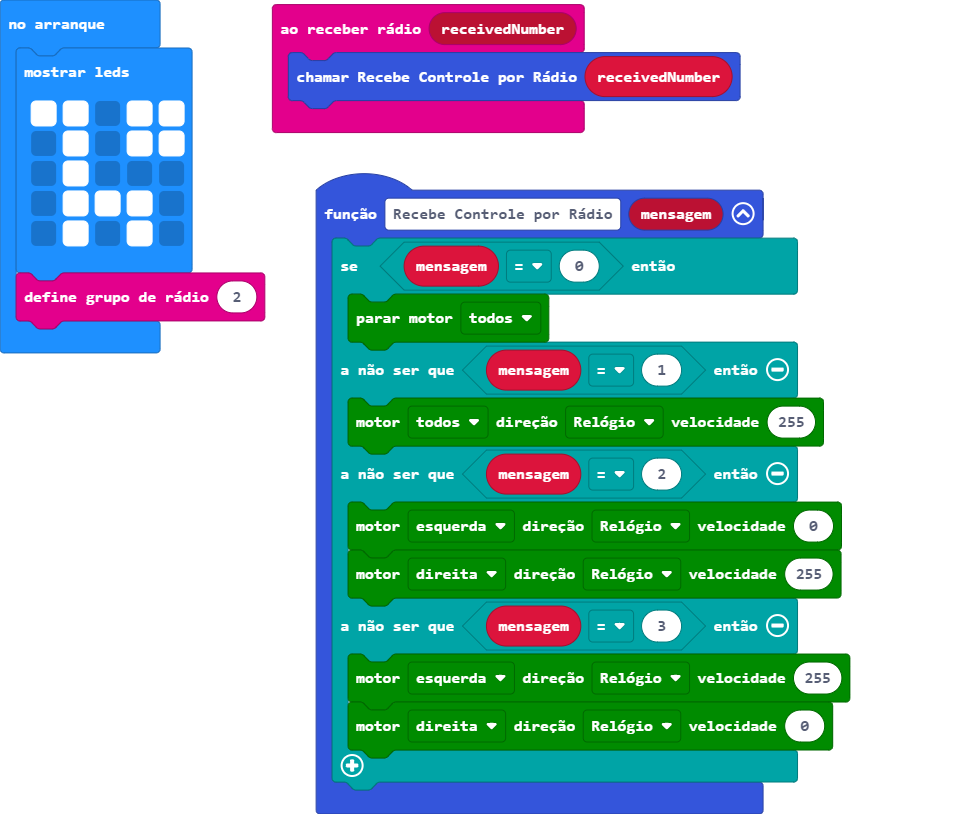 no arranque
mostrar leds
define grupo de rádio 2
ao receber rádio receivedNumber
chamar Recebe Controle por Rádio receivedNumber
função Recebe Controle por Rádio mensagem
se mensagem = 0 então
parar motor todos
a não ser que mensagem = 1 então
motor todos direção Relógio velocidade 255
a não ser que mensagem = 2 então
motor esquerda direção Relógio velocidade 0
motor direita direção Relógio velocidade 255
a não ser que mensagem = 3 então
motor esquerda direção Relógio velocidade 255
motor direita direção Relógio velocidade 0